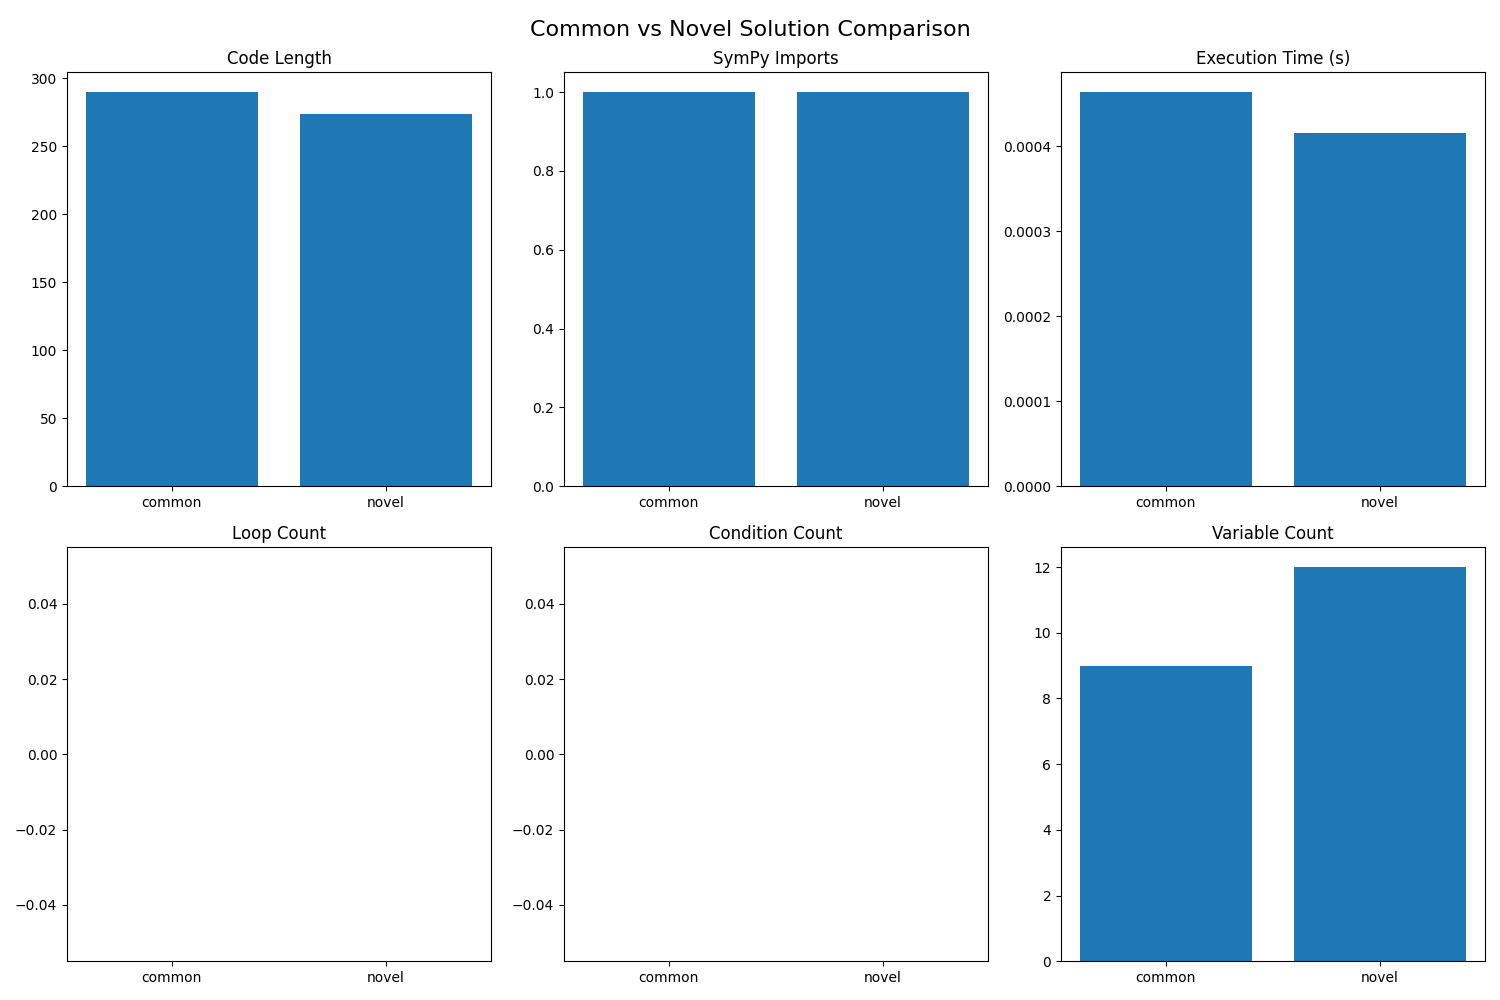 Common vs Novel Solution Comparison
Code Length
300
250
200
150
100
50
0
common novel
SymPy Imports
1.0
0.8
0.6
0.4
0.2
0.0
common novel
Execution Time (s)
0.0004
0.0003
0.0002
0.0001
0.0000
common novel
Loop Count
0.04
0.02
0.00
−0.02
−0.04
common novel
Condition Count
0.04
0.02
0.00
−0.02
−0.04
common novel
Variable Count
12
10
8
6
4
2
0
common novel